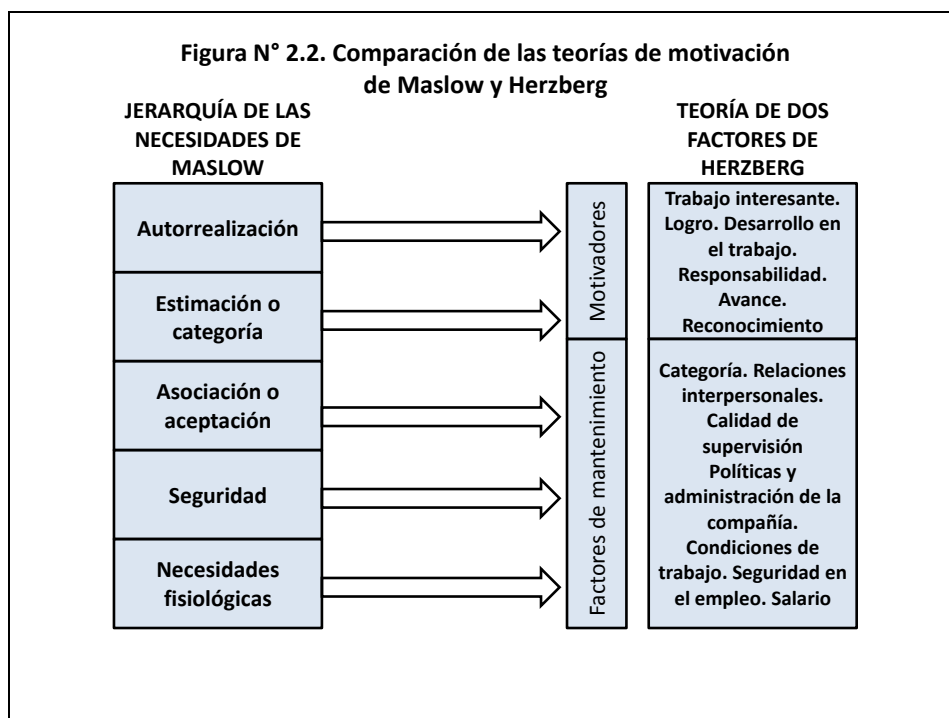 Figura N° 2.2. Comparación de las teorías de motivación
de Maslow y Herzberg
JERARQUÍA DE LAS
NECESIDADES DE
MASLOW
Autorrealización
Estimación o
categoría
Asociación o
aceptación
Seguridad
Necesidades
fisiológicas
Motivadores
Factores de mantenimiento
TEORÍA DE DOS
FACTORES DE
HERZBERG
Trabajo interesante.
Logro. Desarrollo en
el trabajo.
Responsabilidad.
Avance.
Reconocimiento
Categoría. Relaciones
interpersonales.
Calidad de
supervisión
Políticas y
administración de la
compañía.
Condiciones de
trabajo. Seguridad en
el empleo. Salario